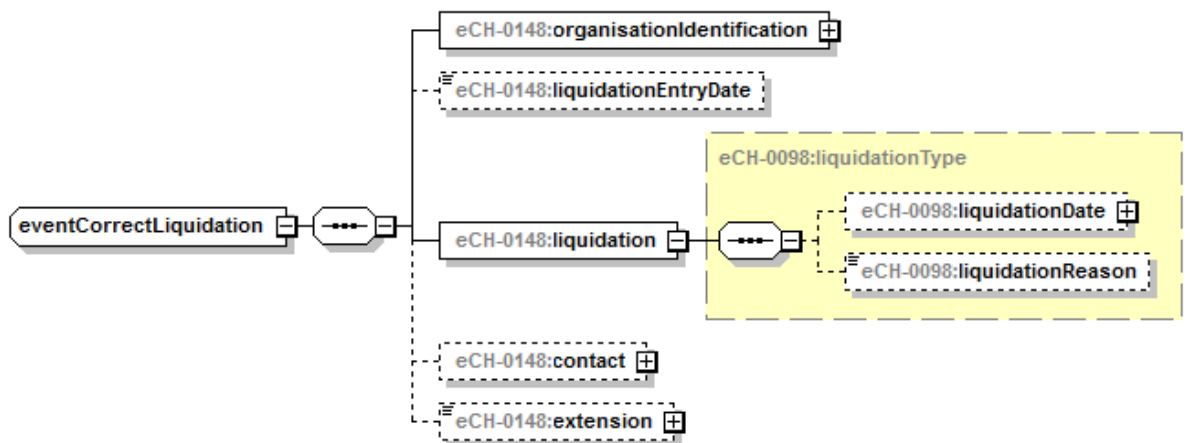 eCH-0148:organisationIdentification
eCH-0148:liquidationEntryDate
eCH-0098:liquidationType
eventCorrectLiquidation
eCH-0148:liquidation
eCH-0098:liquidationDate
eCH-0098:liquidationReason
eCH-0148:contact
eCH-0148:extension